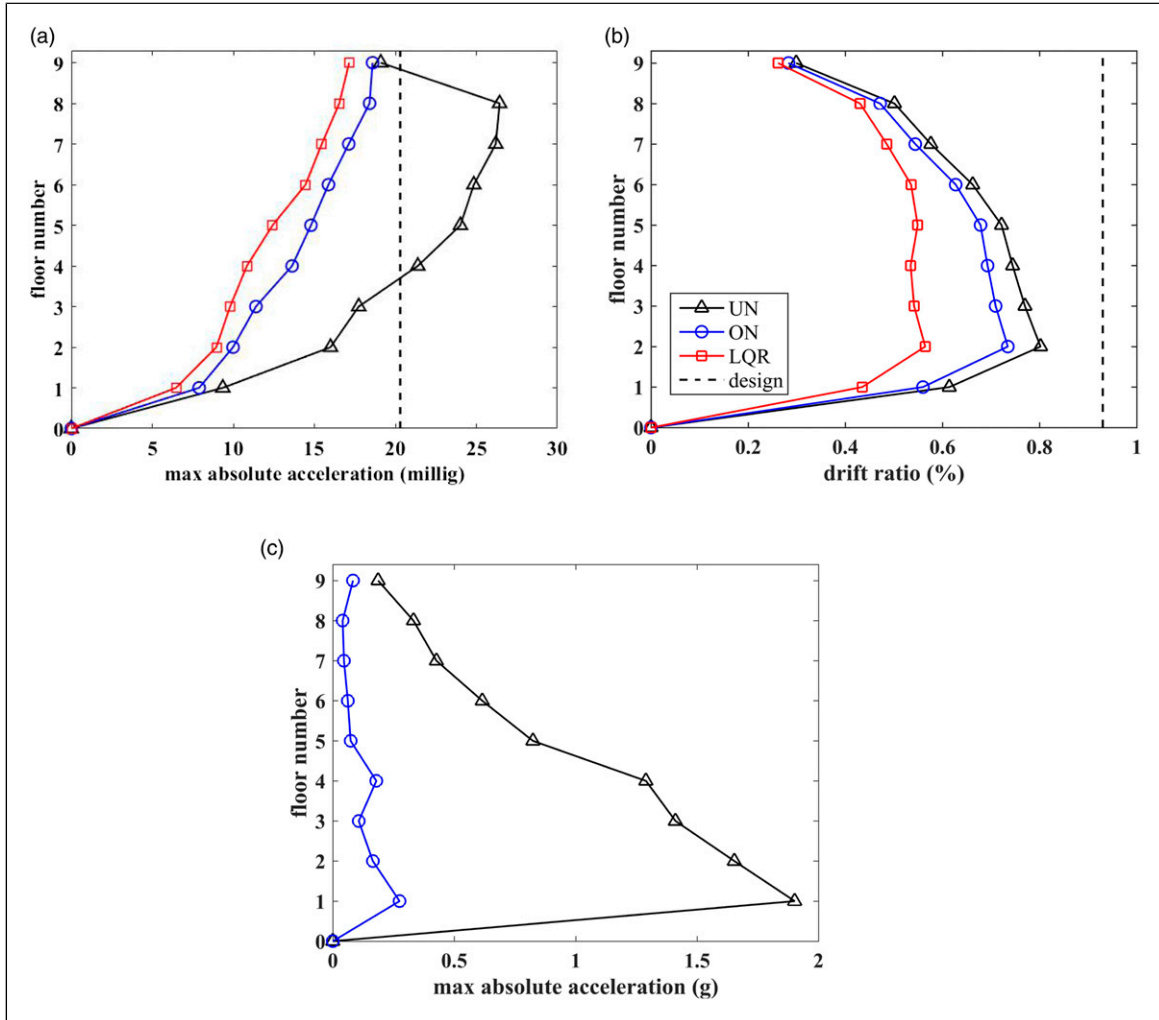 (a)
9
8
7
6
5
4
3
2
1
0
floor number
0 5 10 15 20 25 30
max absolute acceleration (millig)
(b)
9
8
7
6
5
4
3
2
1
0
floor number
UN
ON
LQR
design
0 0.2 0.4 0.6 0.8 1
drift ratio (%)
(c)
9
8
7
6
5
4
3
2
1
0
floor number
0 0.5 1 1.5 2
max absolute acceleration (g)